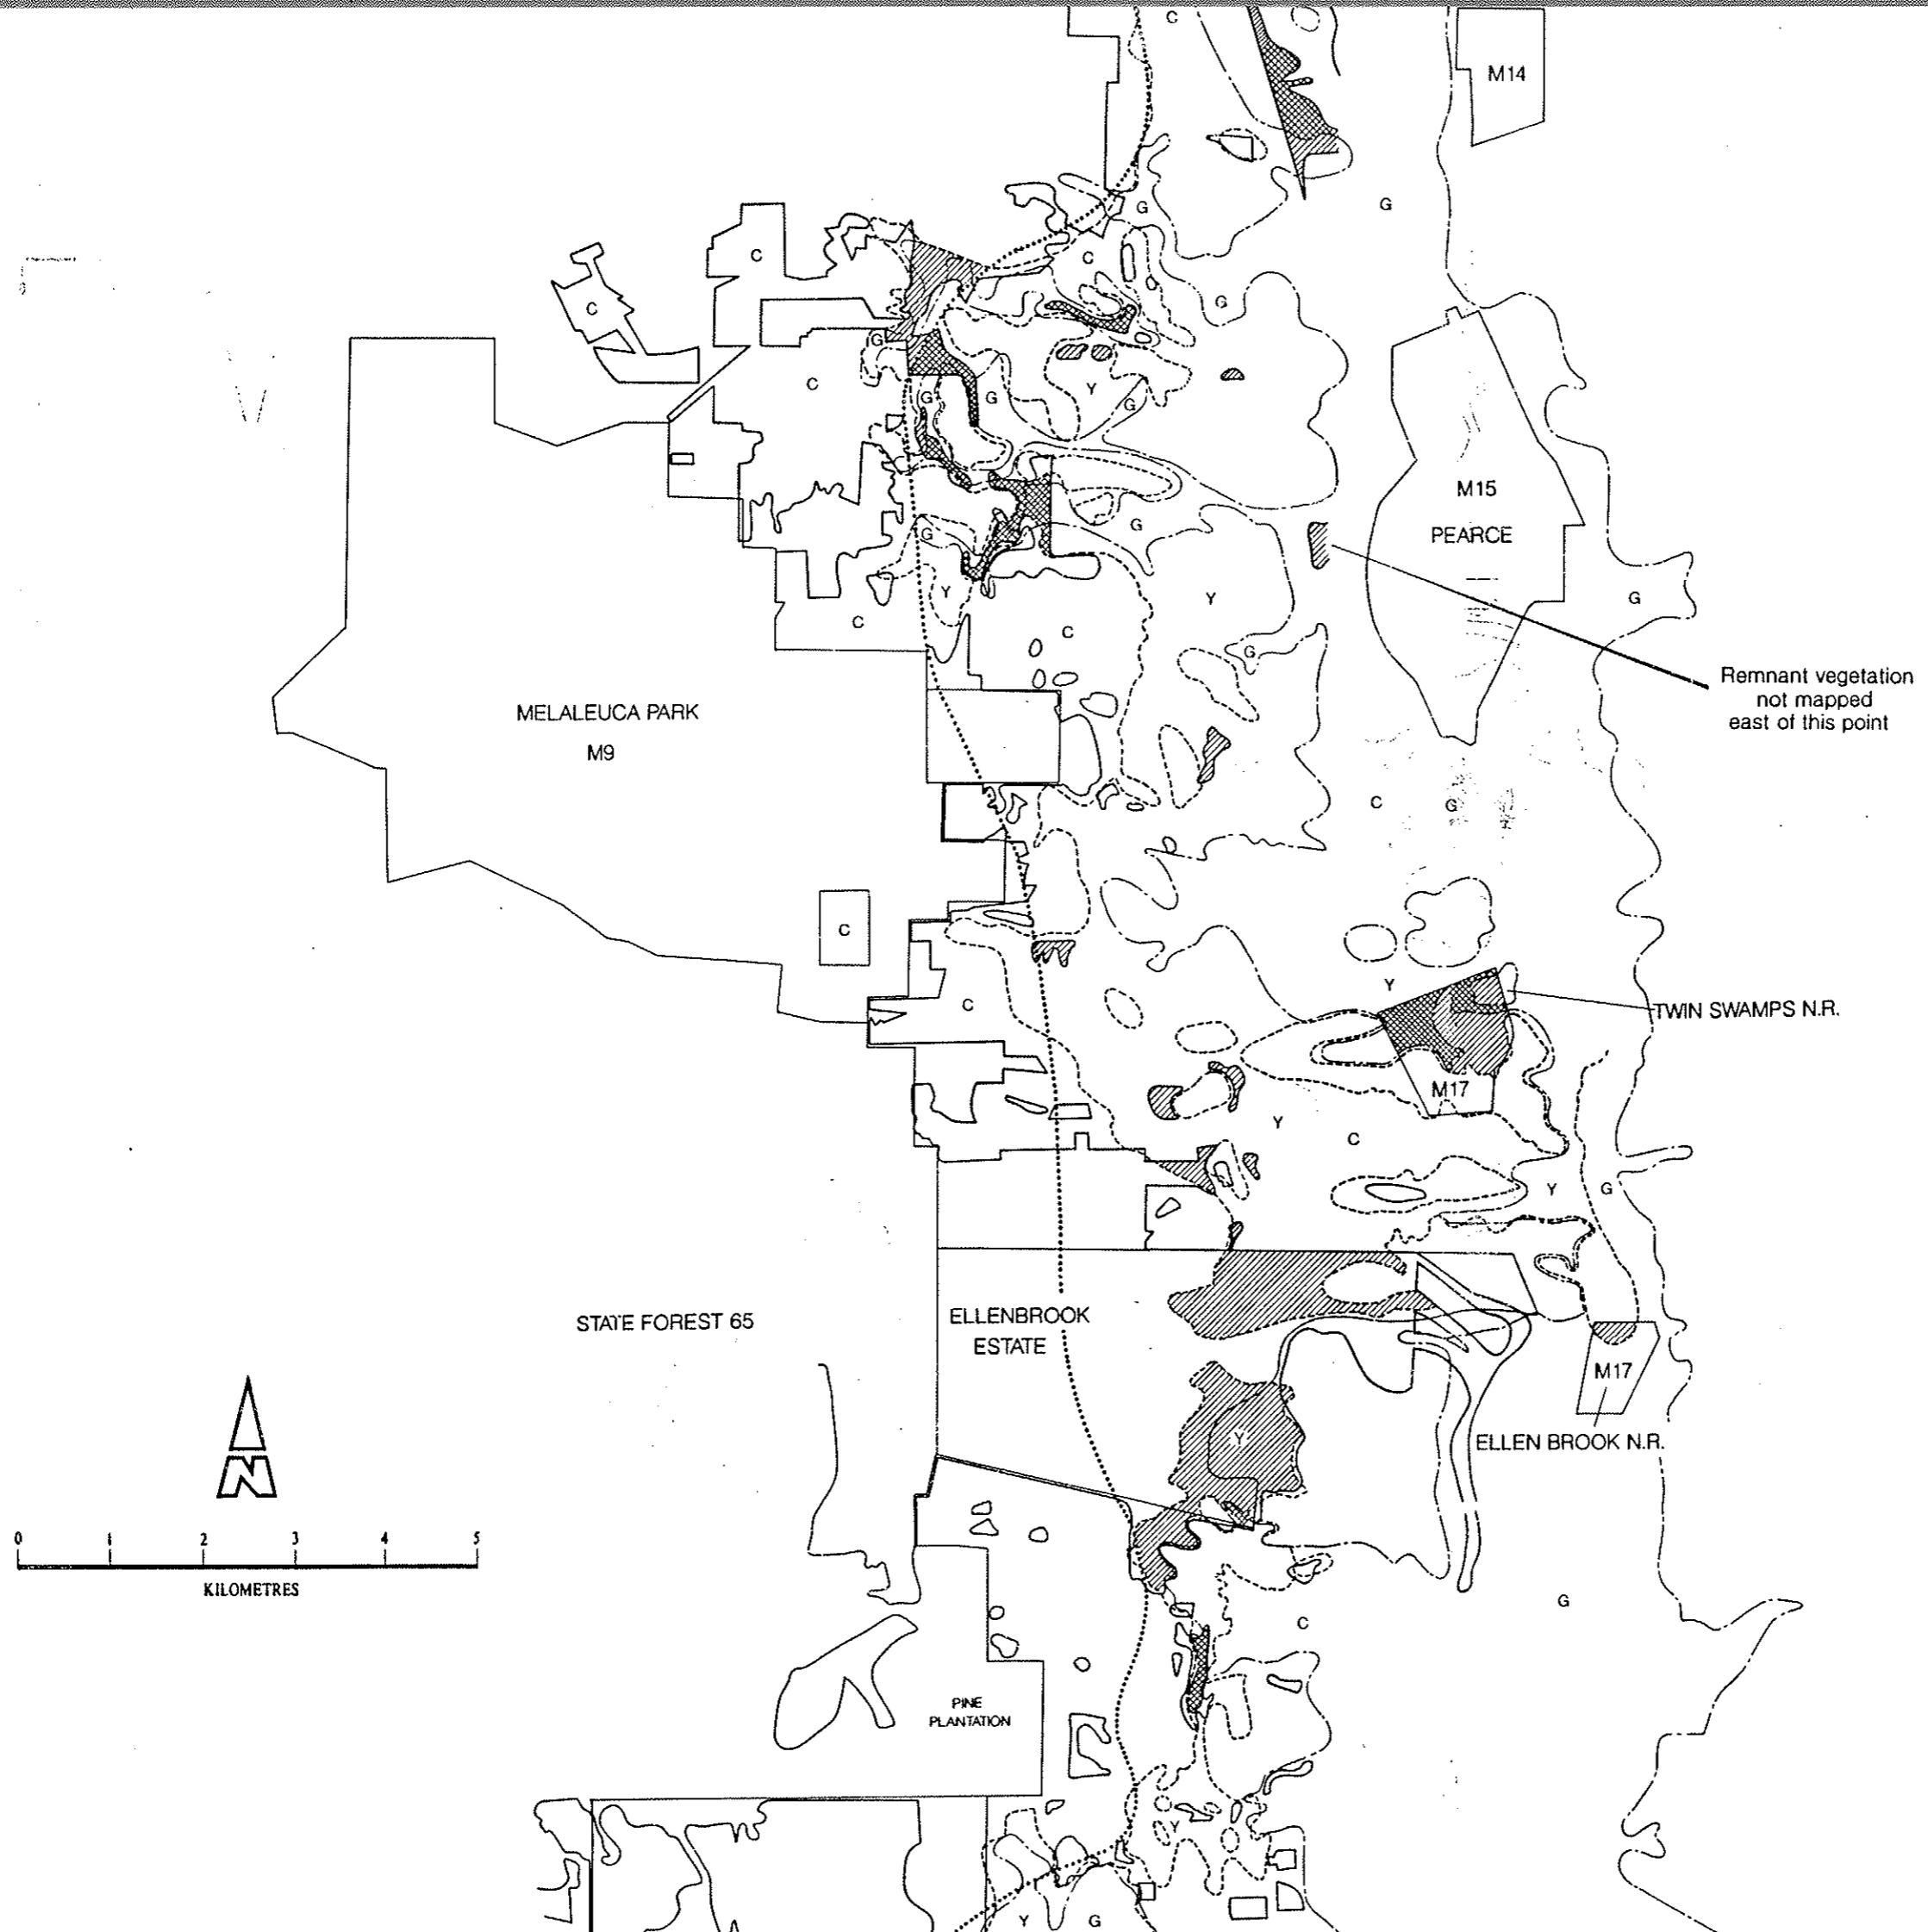 C
M14
G
G
C
C
G
C
G
C
Y
G
G
G
M15
G
PEARCE
G
Y
Y
G
C
C
G
Remnant vegetation
not mapped
east of this point
MELALEUCA PARK
M9
C
G
C
Y
C
TWIN SWAMPS N.R.
M17
Y
C
Y
G
STATE FOREST 65
ELLENBROOK
ESTATE
M17
Y
ELLEN BROOK N.R.
N
0 1 2 3 4 5
KILOMETRES
G
C
PINE
PLANTATION
Y
Y
G